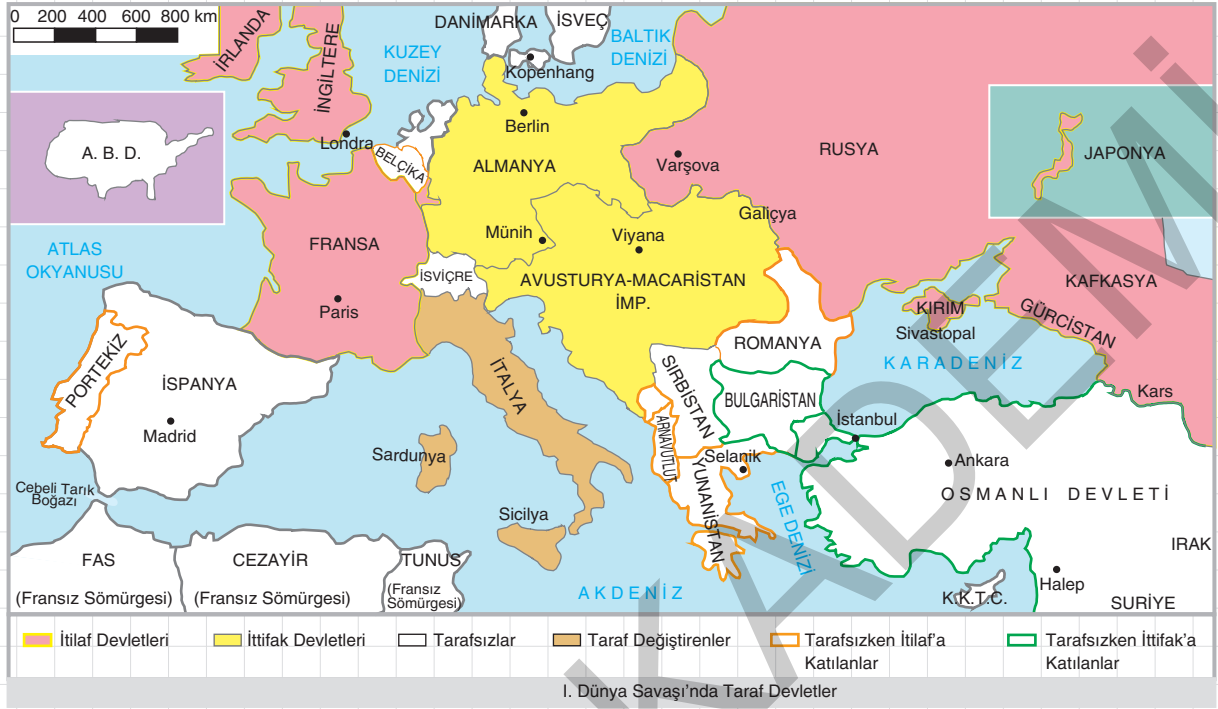 0 200 400 600 800 km
DANİMARKA
İSVEÇ
İRLANDA
İNGİLTERE
KUZEY
DENİZİ
BALTIK
DENİZİ
Kopenhang
Berlin
Londra
A. B. D.
BELÇİKA
ALMANYA
Varşova
RUSYA
JAPONYA
Galiçya
ATLAS
OKYANUSU
FRANSA
Münih
Viyana
İSVİÇRE
AVUSTURYA-MACARİSTAN
İMP.
KAFKASYA
Paris
KIRIM
GÜRCİSTAN
Sivastopal
ROMANYA
KARADENİZ
PORTEKİZ
İSPANYA
İTALYA
SIRBİSTAN
BULGARİSTAN
Kars
İstanbul
Madrid
Sardunya
ARNAVUTLUT
Selanik
Ankara
YUNANİSTAN
EGE DENİZİ
OSMANLI DEVLETİ
Cebeli Tarık
Boğazı
Sicilya
IRAK
FAS
(Fransız Sömürgesi)
CEZAYİR
(Fransız Sömürgesi)
TUNUS
(Fransız
Sömürgesi)
AKDENİZ
K.K.T.C.
Halep
SURİYE
İtilaf Devletleri
İttifak Devletleri
Tarafsızlar
Taraf Değiştirenler
Tarafsızken İtilaf'a
Katılanlar
Tarafsızken İttifak'a
Katılanlar
I. Dünya Savaşı'nda Taraf Devletler
KADEMİ